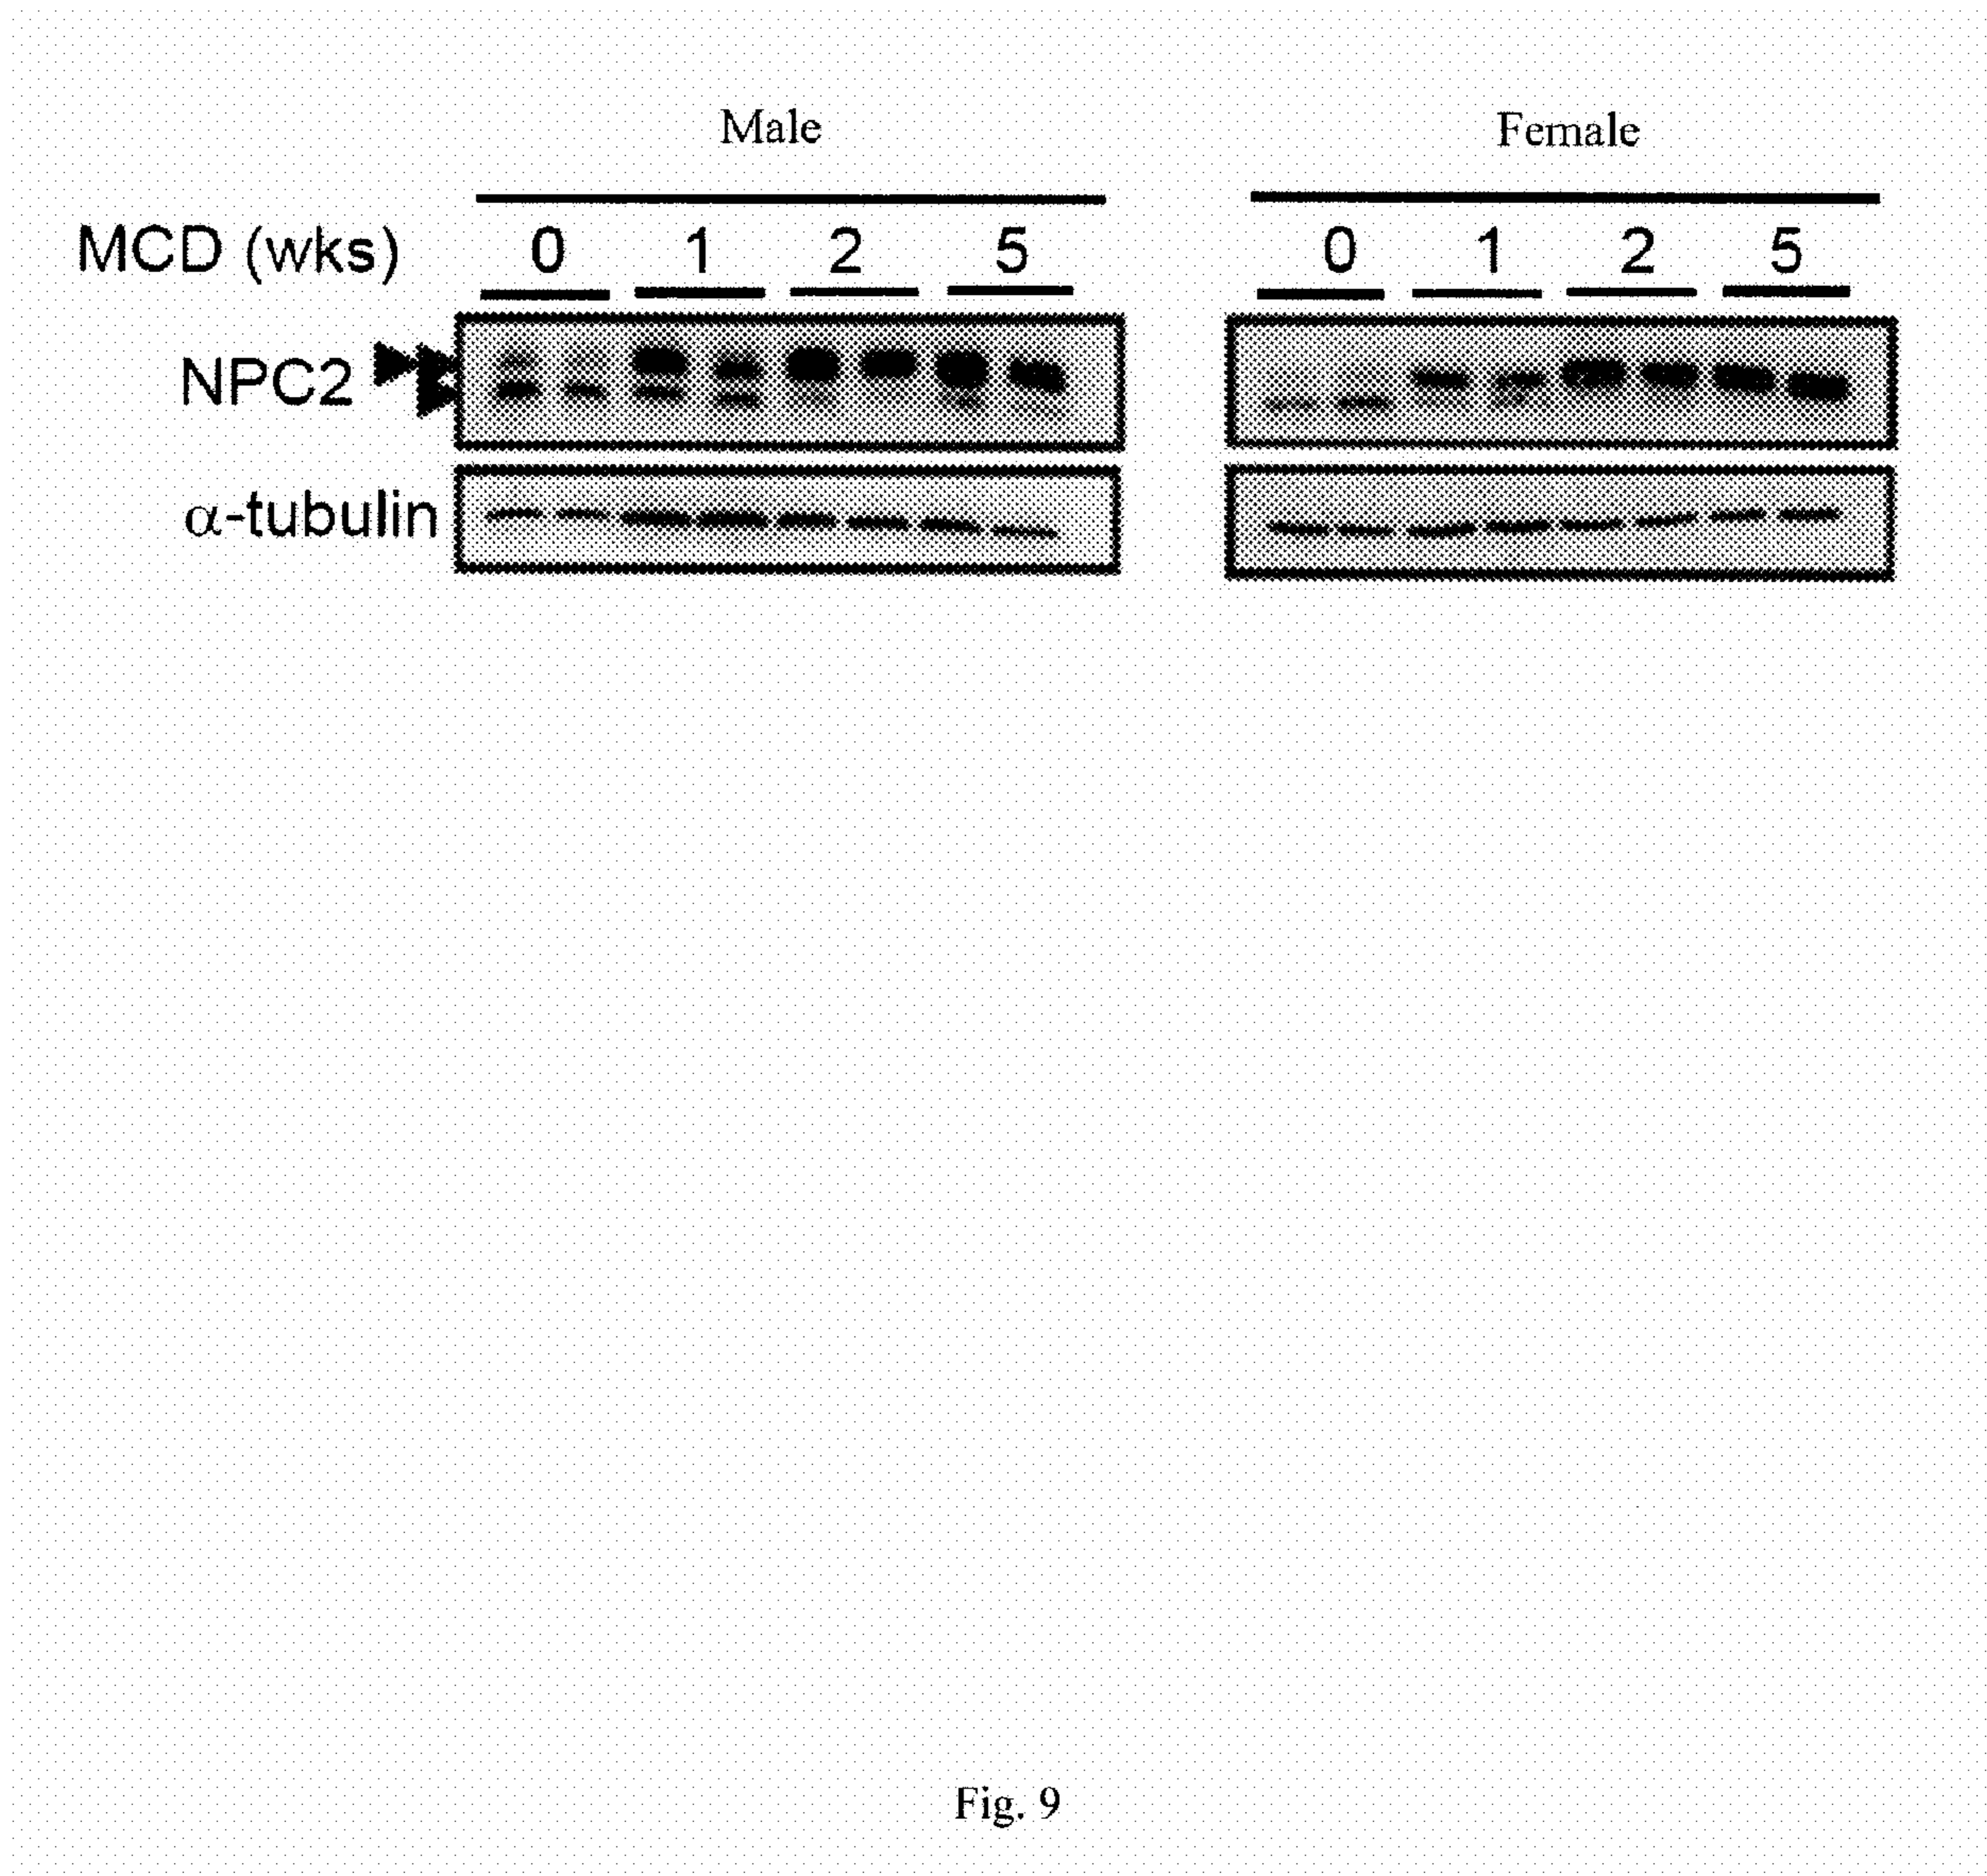 Male Female
MCD (wks) 0 1 2 5 0 1 2 5
NPC2
α-tubulin
Fig. 9